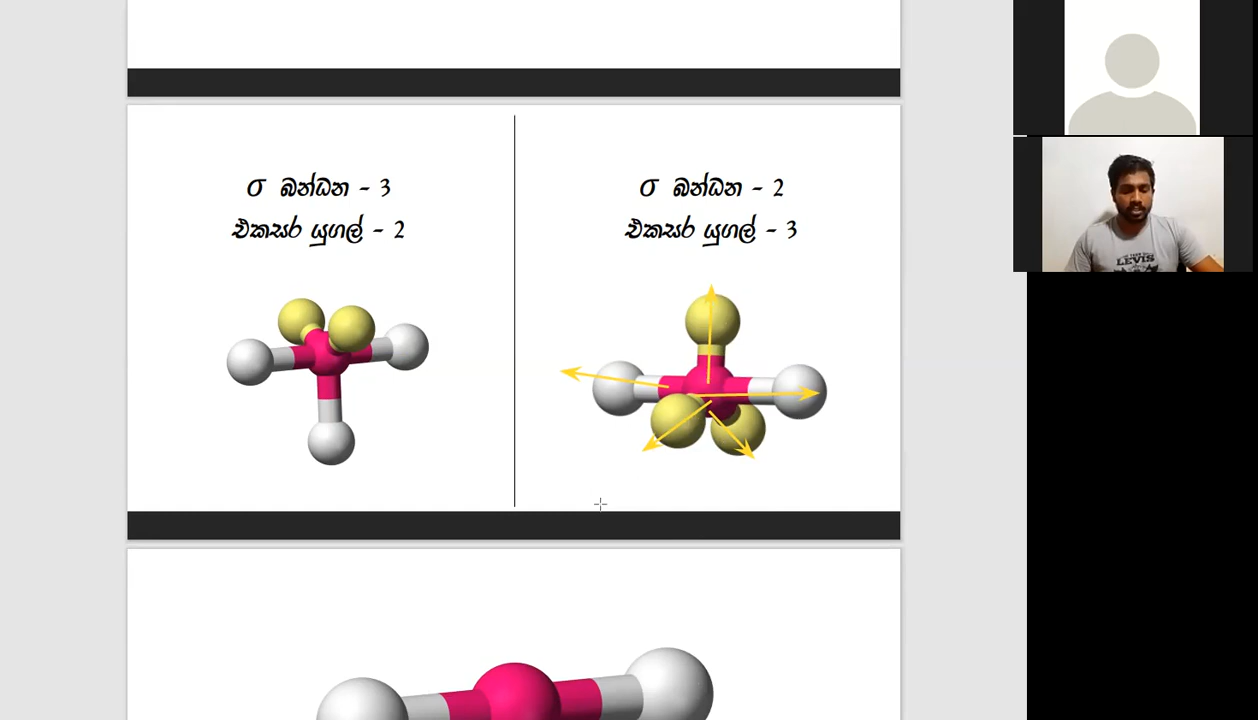 σ බන්ධන - 3
එකසර යුගල් - 2
σ බන්ධන - 2
එකසර යුගල් - 3
LEVIS